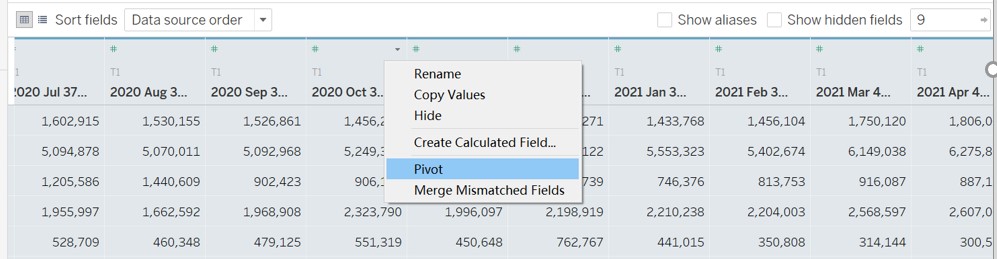 Sort fields Data source order Show aliases Show hidden fields 9
# # # # # # # # #
T1 T1 T1 T1 T1 T1 T1
2020 Jul 37... 2020 Aug 3... 2020 Sep 3... 2020 Oct 3... 2021 Jan 3... 2021 Feb 3... 2021 Mar 4... 2021 Apr 4...
Rename
Copy Values
Hide
Create Calculated Field...
Pivot
Merge Mismatched Fields
1,602,915 1,530,155 1,526,861 1,456,2 271 1,433,768 1,456,104 1,750,120 1,806,0
5,094,878 5,070,011 5,092,968 5,249,3 122 5,553,323 5,402,674 6,149,038 6,275,8
1,205,586 1,440,609 902,423 906,1 739 746,376 813,753 916,087 887,1
1,955,997 1,662,592 1,968,908 2,323,790 1,996,097 2,198,919 2,210,238 2,204,003 2,568,597 2,607,0
528,709 460,348 479,125 551,319 450,648 762,767 441,015 350,808 314,144 300,5